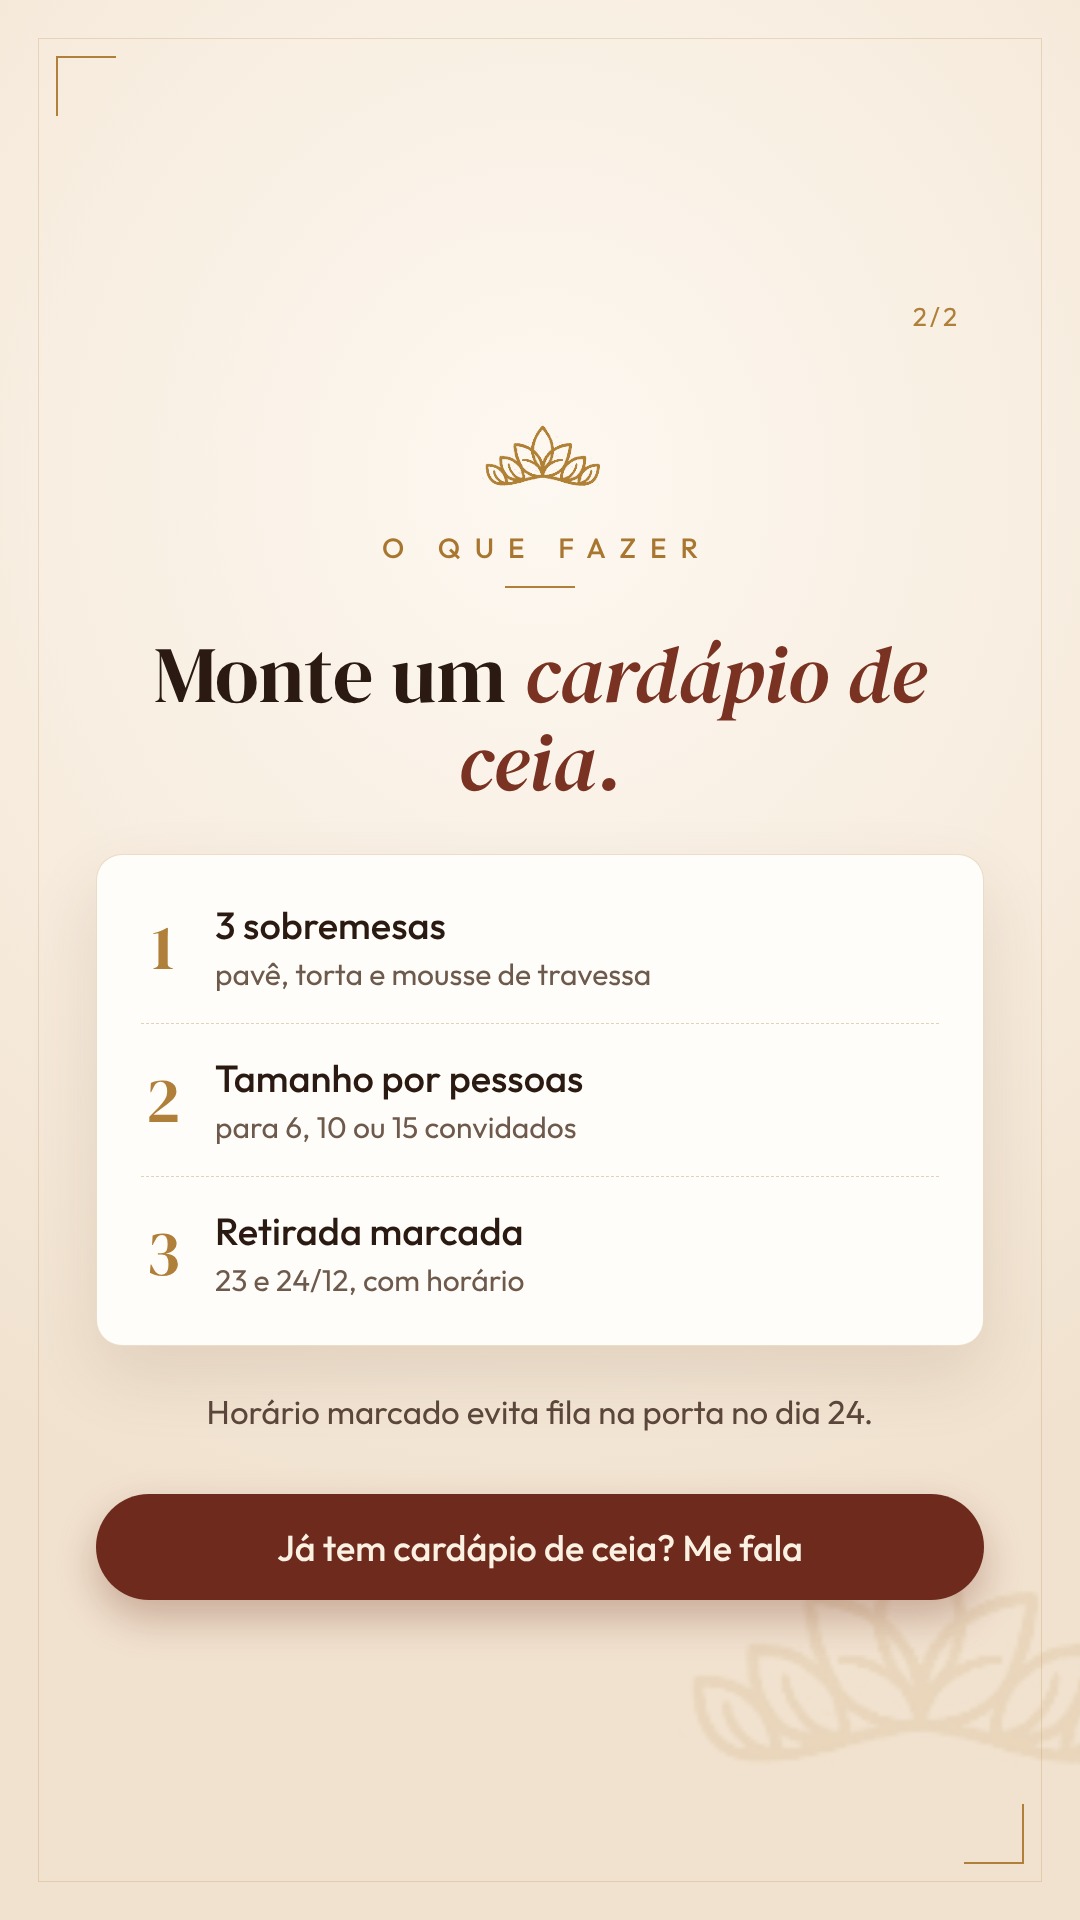 2/2
O QUE FAZER
Monte um cardápio de
ceia.
1
3 sobremesas
pavê, torta e mousse de travessa
2
Tamanho por pessoas
para 6, 10 ou 15 convidados
3
Retirada marcada
23 e 24/12, com horário
Horário marcado evita fila na porta no dia 24.
Já tem cardápio de ceia? Me fala